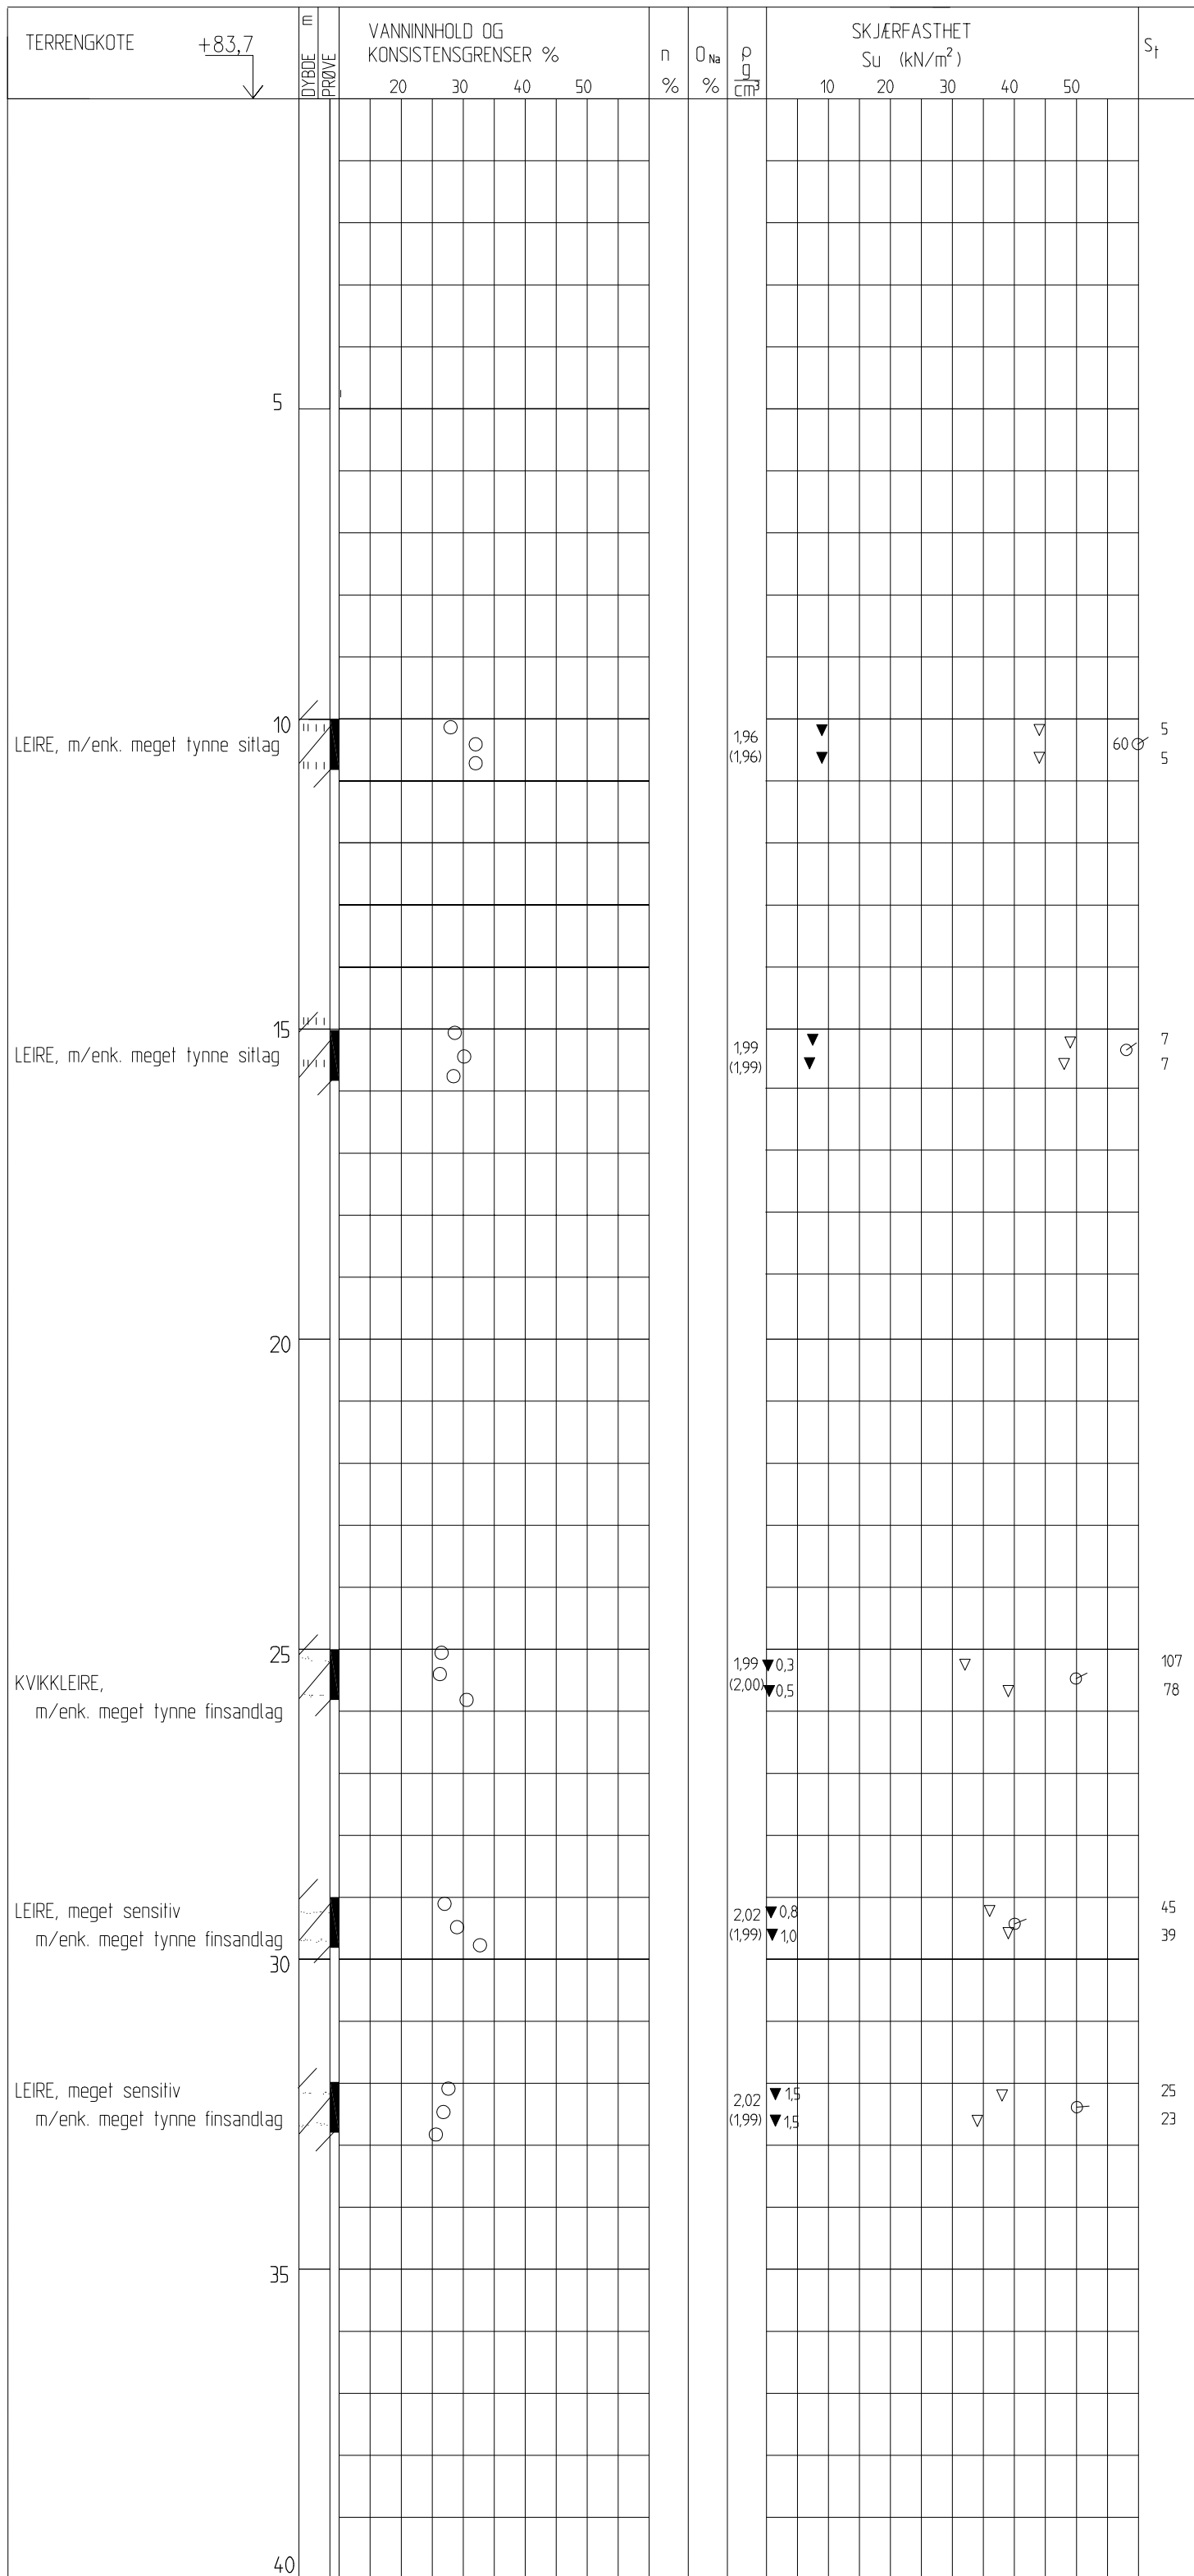 TERRENGKOTE +83,7
m
DYBDE
PRØVE
VANNINNHOLD OG
KONSISTENSGRENSER %
20 30 40 50
n
%
O Na
%
ρ
g
cm³
SKJÆRFASTHET
Su (kN/m²)
10 20 30 40 50
St
5
10
LEIRE, m/enk. meget tynne sitlag
1,96
(1,96)
60
5
5
15
LEIRE, m/enk. meget tynne sitlag
1,99
(1,99)
7
7
20
25
KVIKKLEIRE,
m/enk. meget tynne finsandlag
1,99
(2,00)
0,3
0,5
107
78
LEIRE, meget sensitiv
m/enk. meget tynne finsandlag
2,02
(1,99)
0,8
1,0
45
39
30
LEIRE, meget sensitiv
m/enk. meget tynne finsandlag
2,02
(1,99)
1,5
1,5
25
23
35
40